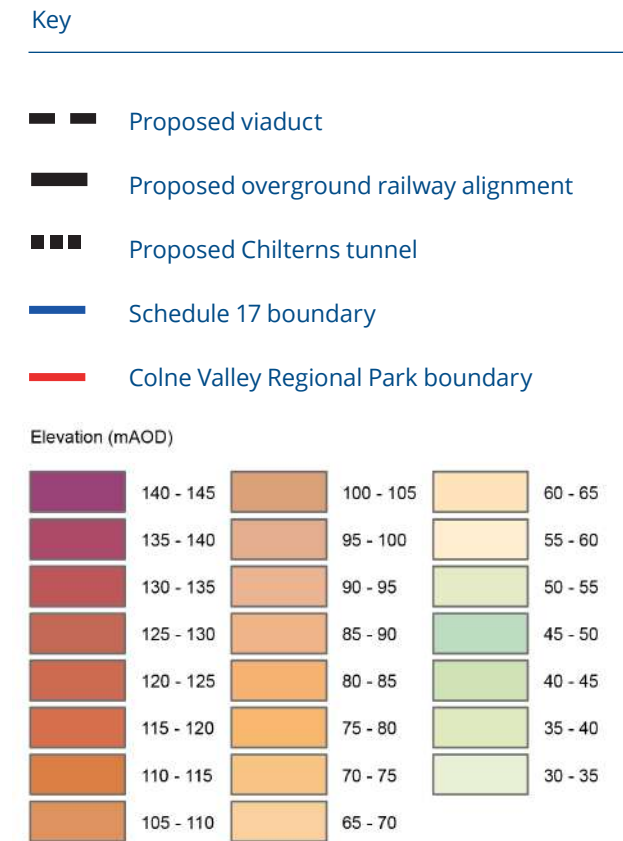 Key
Proposed viaduct
Proposed overground railway alignment
Proposed Chilterns tunnel
Schedule 17 boundary
Colne Valley Regional Park boundary
Elevation (mAOD)
140 - 145
135 - 140
130 - 135
125 - 130
120 - 125
115 - 120
110 - 115
105 - 110
100 - 105
95 - 100
90 - 95
85 - 90
80 - 85
75 - 80
70 - 75
65 - 70
60 - 65
55 - 60
50 - 55
45 - 50
40 - 45
35 - 40
30 - 35